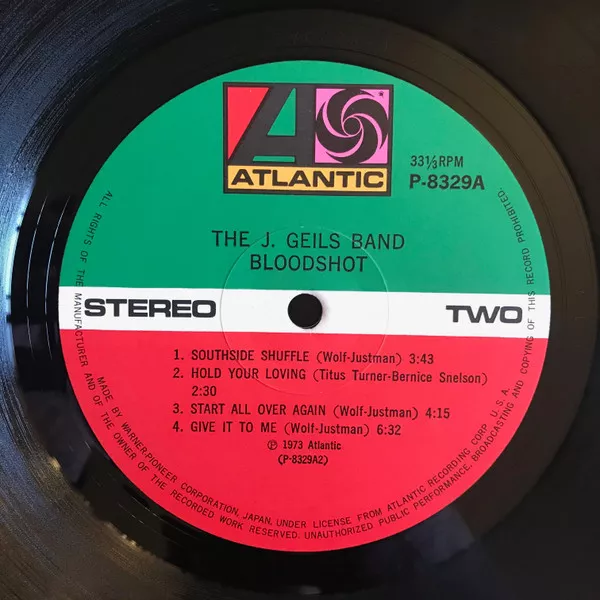 ATLANTIC
33⅓RPM
P-8329A
THE J. GEILS BAND
BLOODSHOT
STEREO
TWO
1. SOUTHSIDE SHUFFLE (Wolf-Justman) 3:43
2. HOLD YOUR LOVING (Titus Turner-Bernice Snelson)
2:30
3. START ALL OVER AGAIN (Wolf-Justman) 4:15
4. GIVE IT TO ME (Wolf-Justman) 6:32
℗ 1973 Atlantic
(P-8329A2)
ALL RIGHTS OF THE MANUFACTURER AND OF THE OWNER OF THE RECORDED WORK RESERVED. UNAUTHORIZED PUBLIC PERFORMANCE, BROADCASTING AND COPYING OF THIS RECORD PROHIBITED.
MADE BY WARNER-PIONEER CORPORATION, JAPAN, UNDER LICENSE FROM ATLANTIC RECORDING CORP. U.S.A.